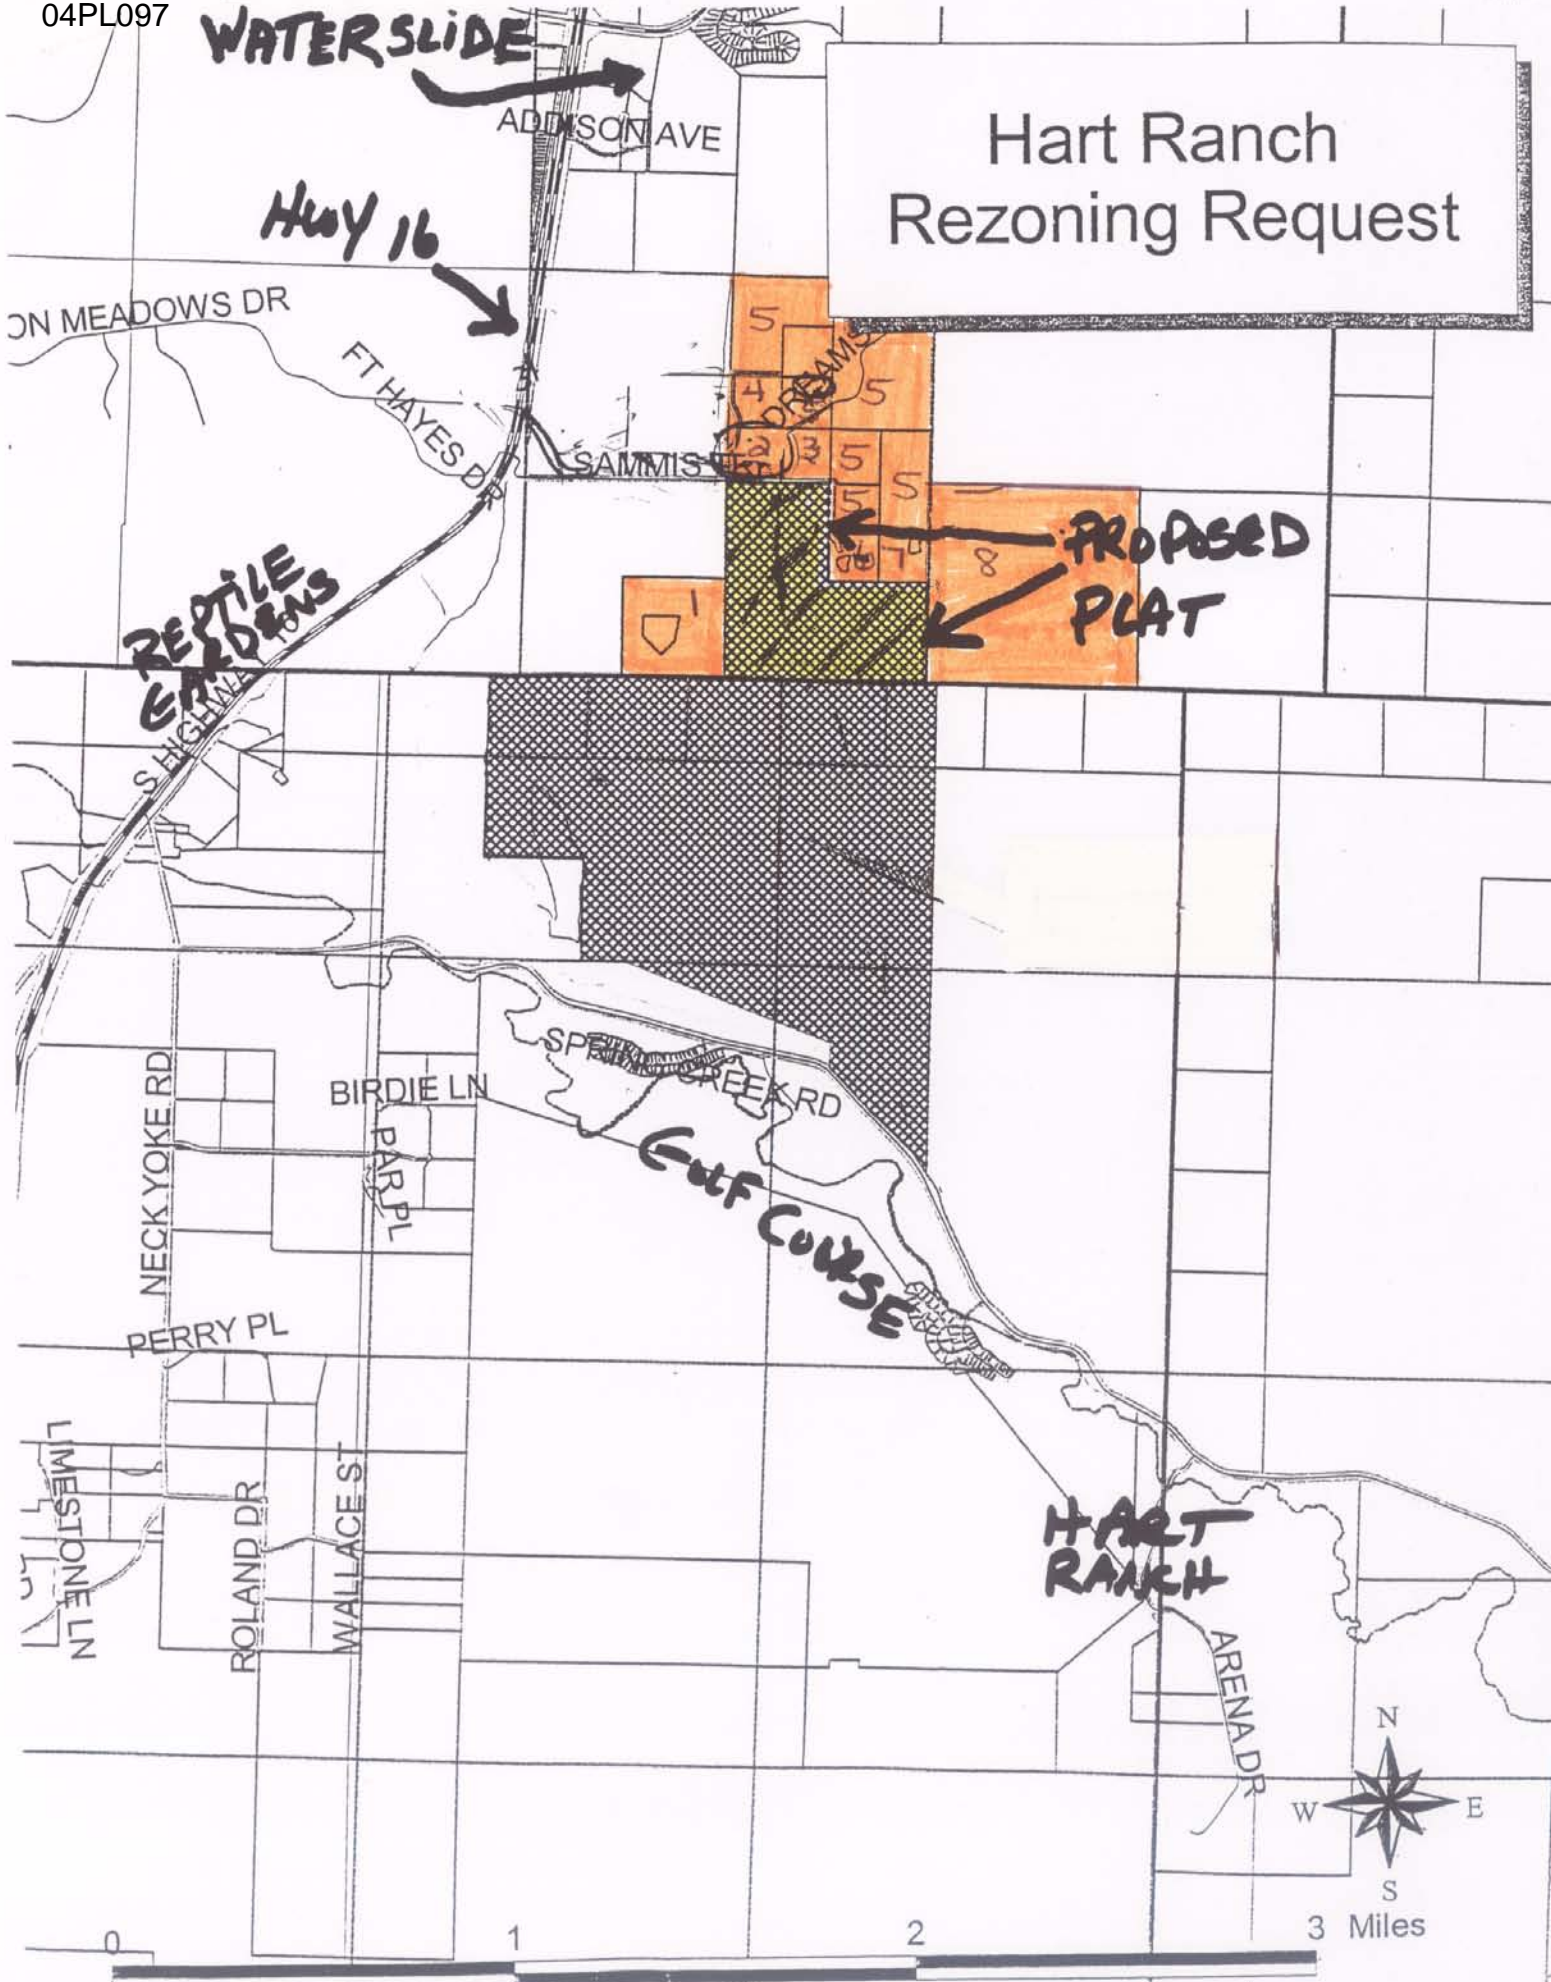 04PL097
WATERSLIDE
ADDISON AVE
Hart Ranch
Rezoning Request
HWY 16
ON MEADOWS DR
FT HAYES DR
5
4
DREAMS
5
2
3
5
SAMMIS
5
5
PROPOSED
PLAT
7
8
1
REPTILE
GARDENS
S HIGHWAY
SPRING CREEK RD
BIRDIE LN
NECK YOKE RD
PAR PL
GOLF COURSE
PERRY PL
LIMESTONE LN
ROLAND DR
WALLACE ST
HART
RANCH
ARENA DR
N
W
E
S
0
1
2
3 Miles